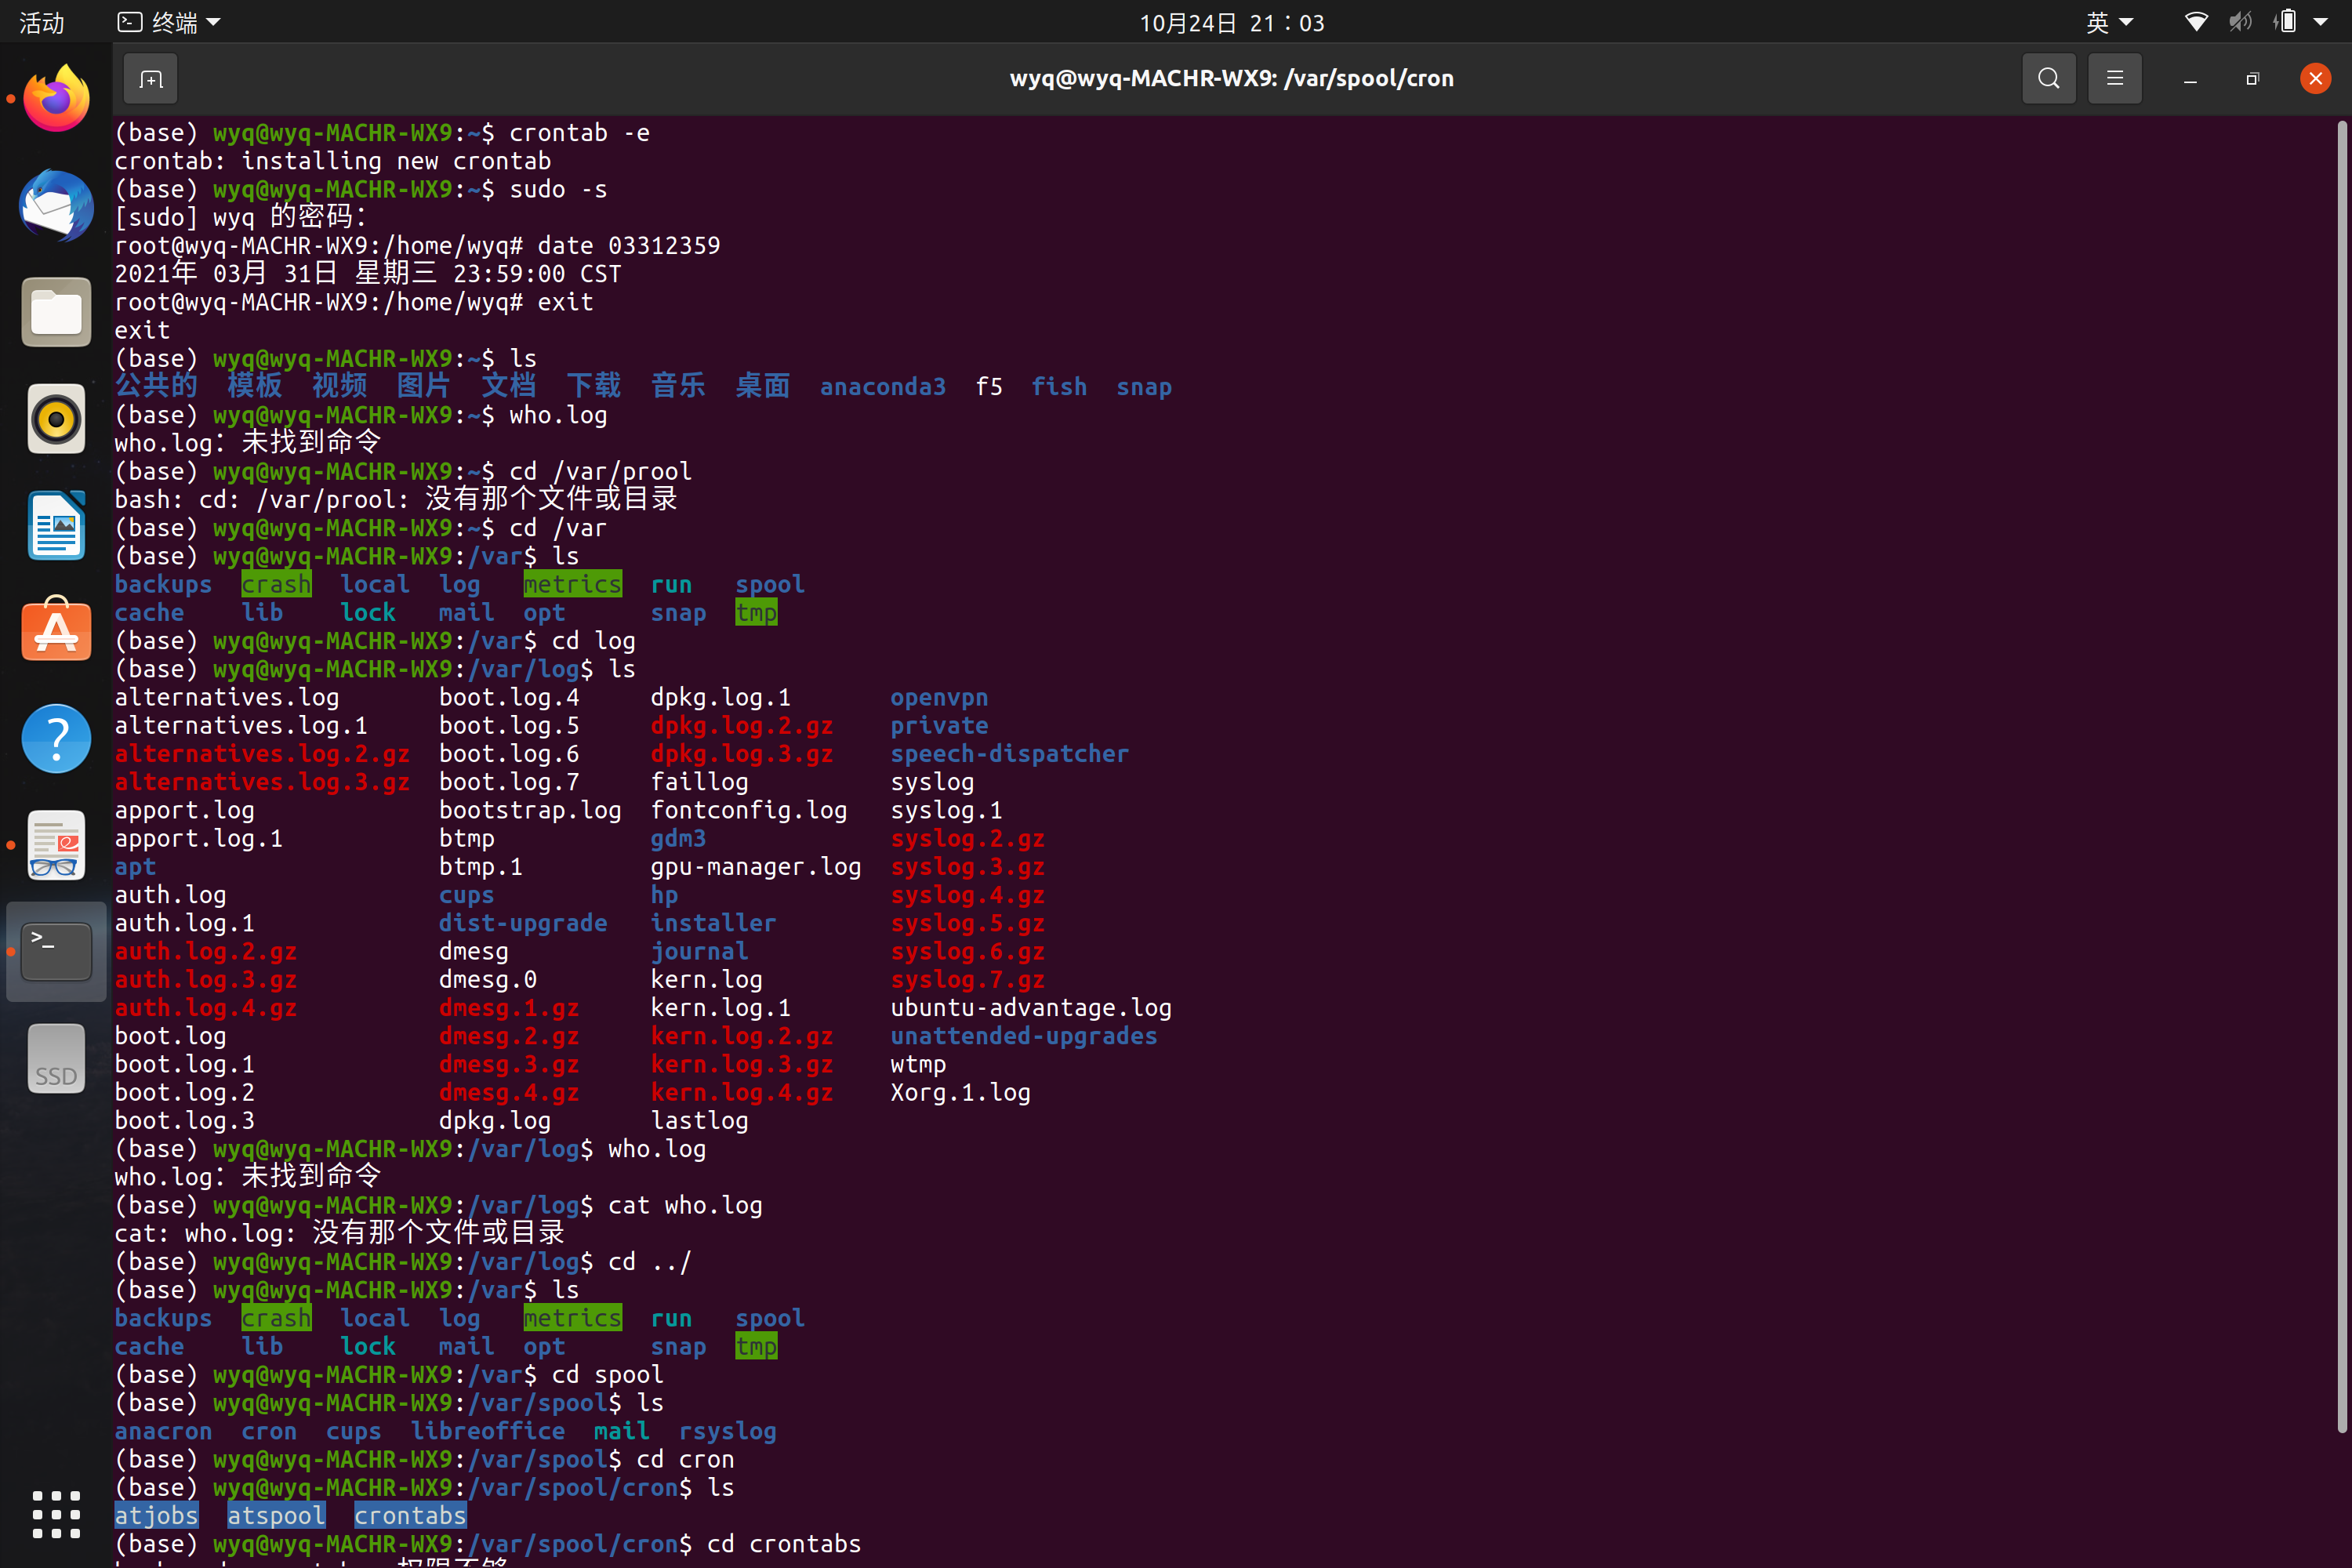 活动 终端 10月24日 21：03 英
wyq@wyq-MACHR-WX9: /var/spool/cron
(base) wyq@wyq-MACHR-WX9:~$ crontab -e
crontab: installing new crontab
(base) wyq@wyq-MACHR-WX9:~$ sudo -s
[sudo] wyq 的密码：
root@wyq-MACHR-WX9:/home/wyq# date 03312359
2021年 03月 31日 星期三 23:59:00 CST
root@wyq-MACHR-WX9:/home/wyq# exit
exit
(base) wyq@wyq-MACHR-WX9:~$ ls
公共的 模板 视频 图片 文档 下载 音乐 桌面 anaconda3 f5 fish snap
(base) wyq@wyq-MACHR-WX9:~$ who.log
who.log：未找到命令
(base) wyq@wyq-MACHR-WX9:~$ cd /var/prool
bash: cd: /var/prool: 没有那个文件或目录
(base) wyq@wyq-MACHR-WX9:~$ cd /var
(base) wyq@wyq-MACHR-WX9:/var$ ls
backups crash local log metrics run spool
cache lib lock mail opt snap tmp
(base) wyq@wyq-MACHR-WX9:/var$ cd log
(base) wyq@wyq-MACHR-WX9:/var/log$ ls
alternatives.log boot.log.4 dpkg.log.1 openvpn
alternatives.log.1 boot.log.5 dpkg.log.2.gz private
alternatives.log.2.gz boot.log.6 dpkg.log.3.gz speech-dispatcher
alternatives.log.3.gz boot.log.7 faillog syslog
apport.log bootstrap.log fontconfig.log syslog.1
apport.log.1 btmp gdm3 syslog.2.gz
apt btmp.1 gpu-manager.log syslog.3.gz
auth.log cups hp syslog.4.gz
auth.log.1 dist-upgrade installer syslog.5.gz
auth.log.2.gz dmesg journal syslog.6.gz
auth.log.3.gz dmesg.0 kern.log syslog.7.gz
auth.log.4.gz dmesg.1.gz kern.log.1 ubuntu-advantage.log
boot.log dmesg.2.gz kern.log.2.gz unattended-upgrades
boot.log.1 dmesg.3.gz kern.log.3.gz wtmp
boot.log.2 dmesg.4.gz kern.log.4.gz Xorg.1.log
boot.log.3 dpkg.log lastlog
(base) wyq@wyq-MACHR-WX9:/var/log$ who.log
who.log：未找到命令
(base) wyq@wyq-MACHR-WX9:/var/log$ cat who.log
cat: who.log: 没有那个文件或目录
(base) wyq@wyq-MACHR-WX9:/var/log$ cd ../
(base) wyq@wyq-MACHR-WX9:/var$ ls
backups crash local log metrics run spool
cache lib lock mail opt snap tmp
(base) wyq@wyq-MACHR-WX9:/var$ cd spool
(base) wyq@wyq-MACHR-WX9:/var/spool$ ls
anacron cron cups libreoffice mail rsyslog
(base) wyq@wyq-MACHR-WX9:/var/spool$ cd cron
(base) wyq@wyq-MACHR-WX9:/var/spool/cron$ ls
atjobs atspool crontabs
(base) wyq@wyq-MACHR-WX9:/var/spool/cron$ cd crontabs
SSD